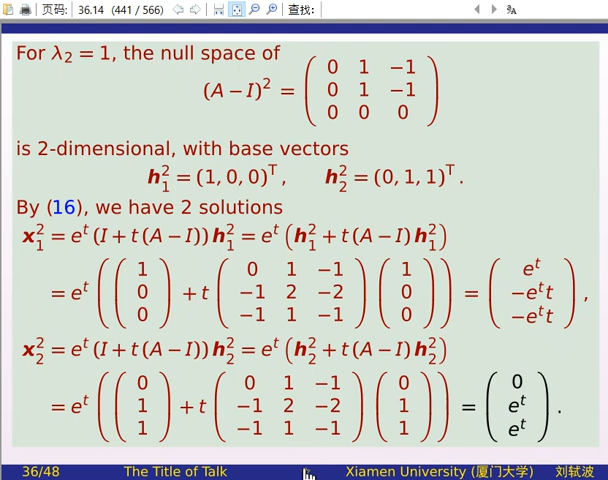 页码: 36.14 (441 / 566) 查找:
For λ₂ = 1, the null space of
(A − I)² = ( 0 1 −1
0 1 −1
0 0 0 )
is 2-dimensional, with base vectors
h₁² = (1, 0, 0)ᵀ, h₂² = (0, 1, 1)ᵀ.
By (16), we have 2 solutions
x₁² = eᵗ (I + t (A − I)) h₁² = eᵗ (h₁² + t (A − I) h₁²)
= eᵗ ( ( 1 0 0 ) + t ( 0 1 −1 −1 2 −2 −1 1 −1 ) ( 1 0 0 ) ) = ( eᵗ −eᵗt −eᵗt ) ,
x₂² = eᵗ (I + t (A − I)) h₂² = eᵗ (h₂² + t (A − I) h₂²)
= eᵗ ( ( 0 1 1 ) + t ( 0 1 −1 −1 2 −2 −1 1 −1 ) ( 0 1 1 ) ) = ( 0 eᵗ eᵗ ) .
36/48 The Title of Talk Xiamen University (厦门大学) 刘轼波